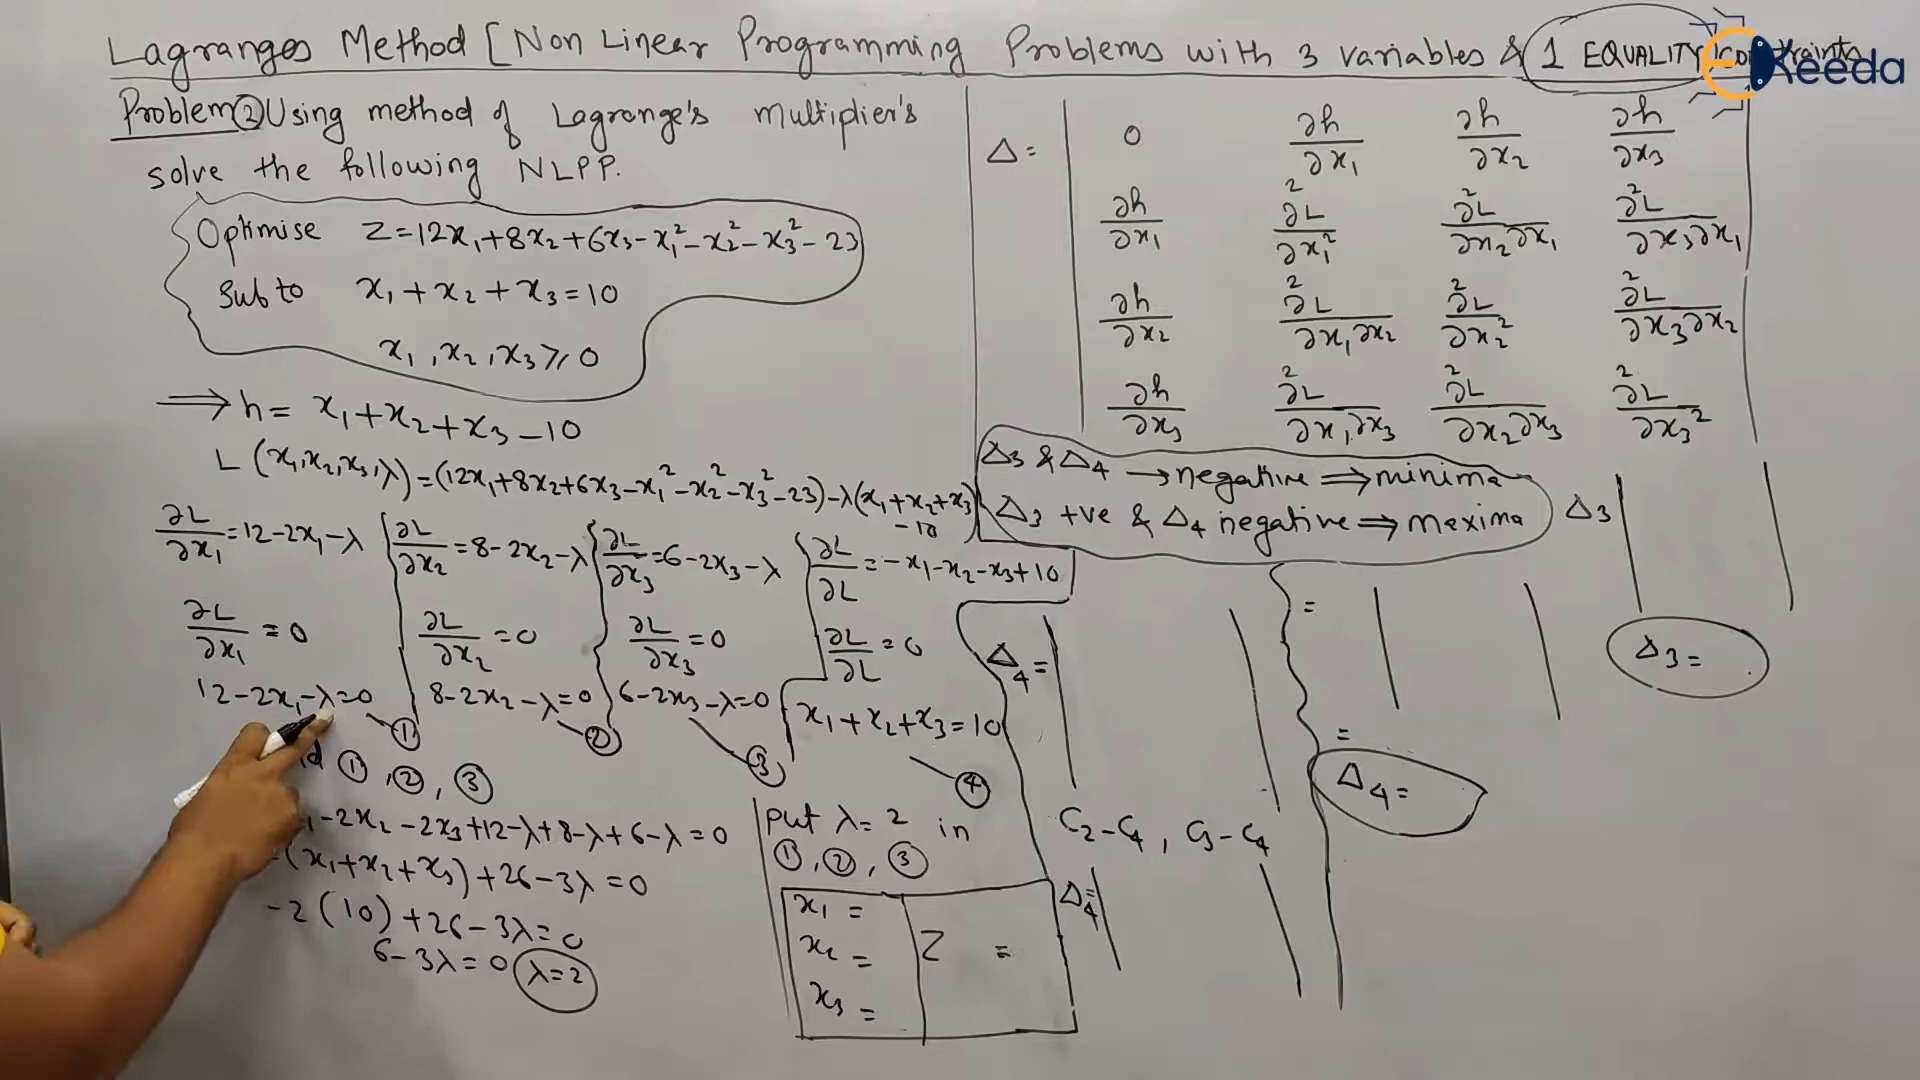 Lagranges Method [Non Linear Programming Problems with 3 variables & 1 EQUALITY constraints
Keeda
Problem ② Using method of Lagrange's multiplier's
solve the following NLPP.
Optimise Z=12x₁+8x₂+6x₃-x₁²-x₂²-x₃²-23
Sub to x₁+x₂+x₃=10
x₁,x₂,x₃≥0
⟹ h= x₁+x₂+x₃-10
L (x₁,x₂,x₃,λ)=(12x₁+8x₂+6x₃-x₁²-x₂²-x₃²-23)-λ(x₁+x₂+x₃
-10)
∂L/∂x₁=12-2x₁-λ
∂L/∂x₁=0
12-2x₁-λ=0 ①
∂L/∂x₂=8-2x₂-λ
∂L/∂x₂=0
8-2x₂-λ=0 ②
∂L/∂x₃=6-2x₃-λ
∂L/∂x₃=0
6-2x₃-λ=0 ③
∂L/∂L=-x₁-x₂-x₃+10
∂L/∂L=0
x₁+x₂+x₃=10 ④
①,②,③
-2x₂-2x₃+12-λ+8-λ+6-λ=0
(x₁+x₂+x₃)+26-3λ=0
-2(10)+26-3λ=0
6-3λ=0 λ=2
put λ=2 in
①,②,③
x₁=
x₂=
x₃=
Z =
Δ= 0 ∂h/∂x₁ ∂h/∂x₂ ∂h/∂x₃
∂h/∂x₁ ∂²L/∂x₁² ∂²L/∂x₂∂x₁ ∂²L/∂x₃∂x₁
∂h/∂x₂ ∂²L/∂x₁∂x₂ ∂²L/∂x₂² ∂²L/∂x₃∂x₂
∂h/∂x₃ ∂²L/∂x₁∂x₃ ∂²L/∂x₂∂x₃ ∂²L/∂x₃²
Δ3 & Δ4 → negative ⟹ minima
Δ3 +ve & Δ4 negative ⟹ maxima
Δ4=
C₂-C₄, C₃-C₄
Δ4=
=
=
Δ4=
Δ3
Δ3=